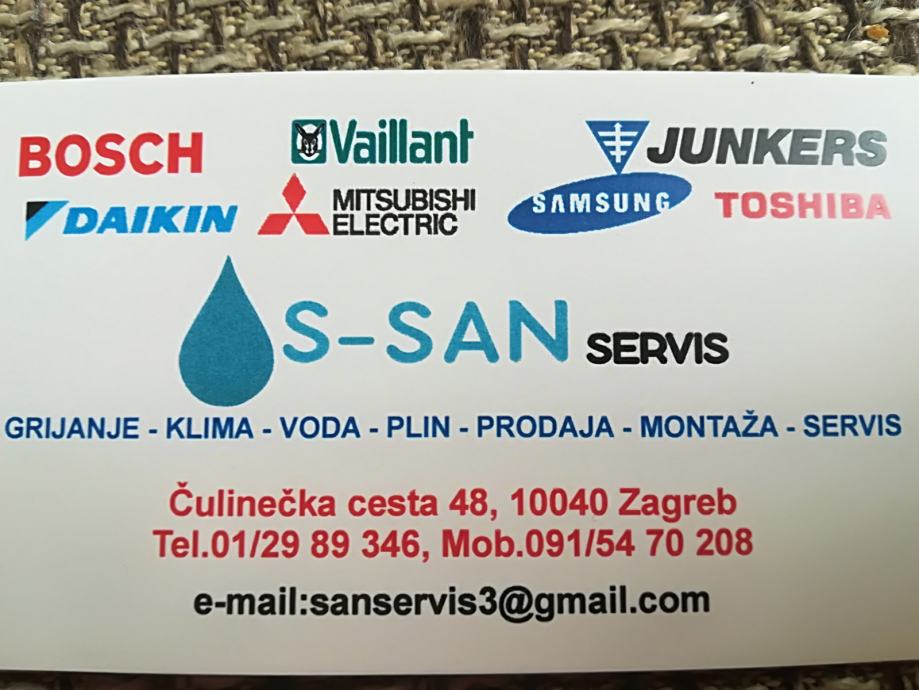 BOSCH Vaillant JUNKERS
DAIKIN MITSUBISHI ELECTRIC SAMSUNG TOSHIBA
S-SAN SERVIS
GRIJANJE - KLIMA - VODA - PLIN - PRODAJA - MONTAŽA - SERVIS
Čulinečka cesta 48, 10040 Zagreb
Tel.01/29 89 346, Mob.091/54 70 208
e-mail:sanservis3@gmail.com